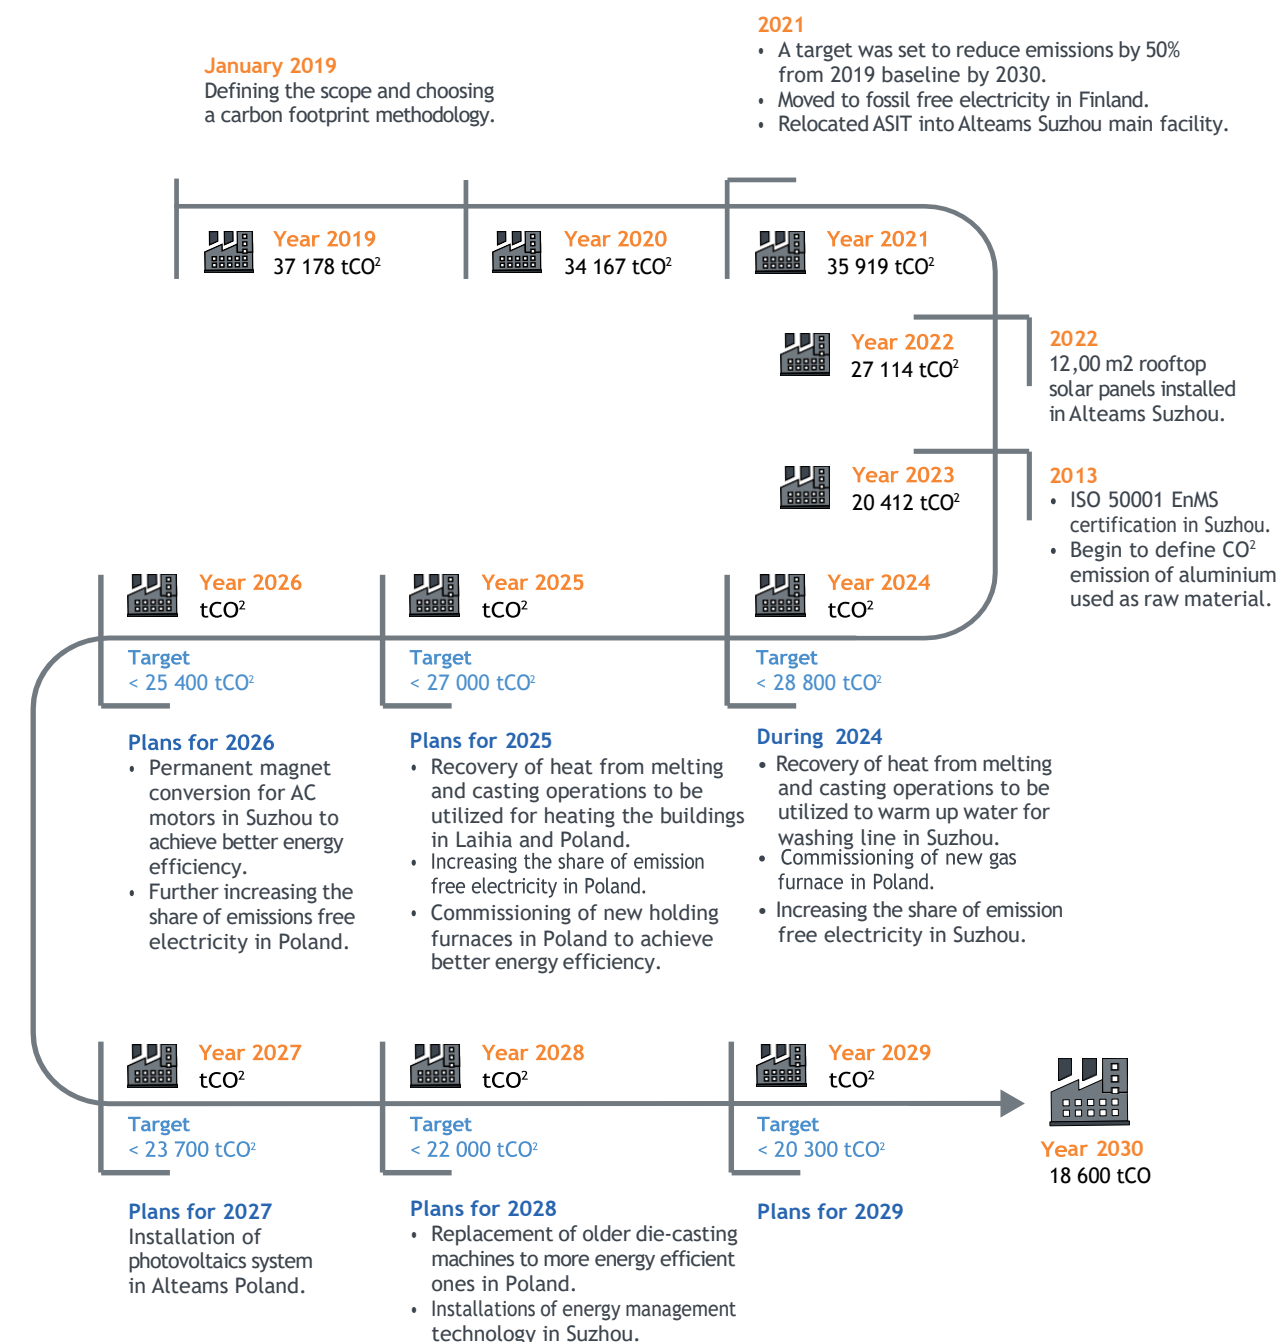 January 2019
Defining the scope and choosing
a carbon footprint methodology.
2021
• A target was set to reduce emissions by 50%
from 2019 baseline by 2030.
• Moved to fossil free electricity in Finland.
• Relocated ASIT into Alteams Suzhou main facility.
Year 2019
37 178 tCO²
Year 2020
34 167 tCO²
Year 2021
35 919 tCO²
Year 2022
27 114 tCO²
2022
12,00 m2 rooftop
solar panels installed
in Alteams Suzhou.
Year 2023
20 412 tCO²
2013
• ISO 50001 EnMS
certification in Suzhou.
• Begin to define CO²
emission of aluminium
used as raw material.
Year 2024
tCO²
Target
< 28 800 tCO²
During 2024
• Recovery of heat from melting
and casting operations to be
utilized to warm up water for
washing line in Suzhou.
• Commissioning of new gas
furnace in Poland.
• Increasing the share of emission
free electricity in Suzhou.
Year 2025
tCO²
Target
< 27 000 tCO²
Plans for 2025
• Recovery of heat from melting
and casting operations to be
utilized for heating the buildings
in Laihia and Poland.
• Increasing the share of emission
free electricity in Poland.
• Commissioning of new holding
furnaces in Poland to achieve
better energy efficiency.
Year 2026
tCO²
Target
< 25 400 tCO²
Plans for 2026
• Permanent magnet
conversion for AC
motors in Suzhou to
achieve better energy
efficiency.
• Further increasing the
share of emissions free
electricity in Poland.
Year 2027
tCO²
Target
< 23 700 tCO²
Plans for 2027
Installation of
photovoltaics system
in Alteams Poland.
Year 2028
tCO²
Target
< 22 000 tCO²
Plans for 2028
• Replacement of older die-casting
machines to more energy efficient
ones in Poland.
• Installations of energy management
technology in Suzhou.
Year 2029
tCO²
Target
< 20 300 tCO²
Plans for 2029
Year 2030
18 600 tCO